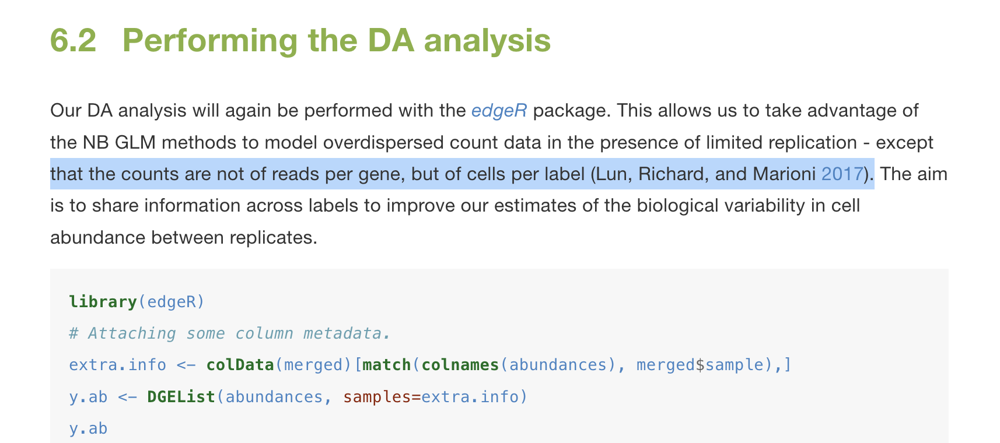 6.2 Performing the DA analysis
Our DA analysis will again be performed with the edgeR package. This allows us to take advantage of
the NB GLM methods to model overdispersed count data in the presence of limited replication - except
that the counts are not of reads per gene, but of cells per label (Lun, Richard, and Marioni 2017). The aim
is to share information across labels to improve our estimates of the biological variability in cell
abundance between replicates.
library(edgeR)
# Attaching some column metadata.
extra.info <- colData(merged)[match(colnames(abundances), merged$sample),]
y.ab <- DGEList(abundances, samples=extra.info)
y.ab